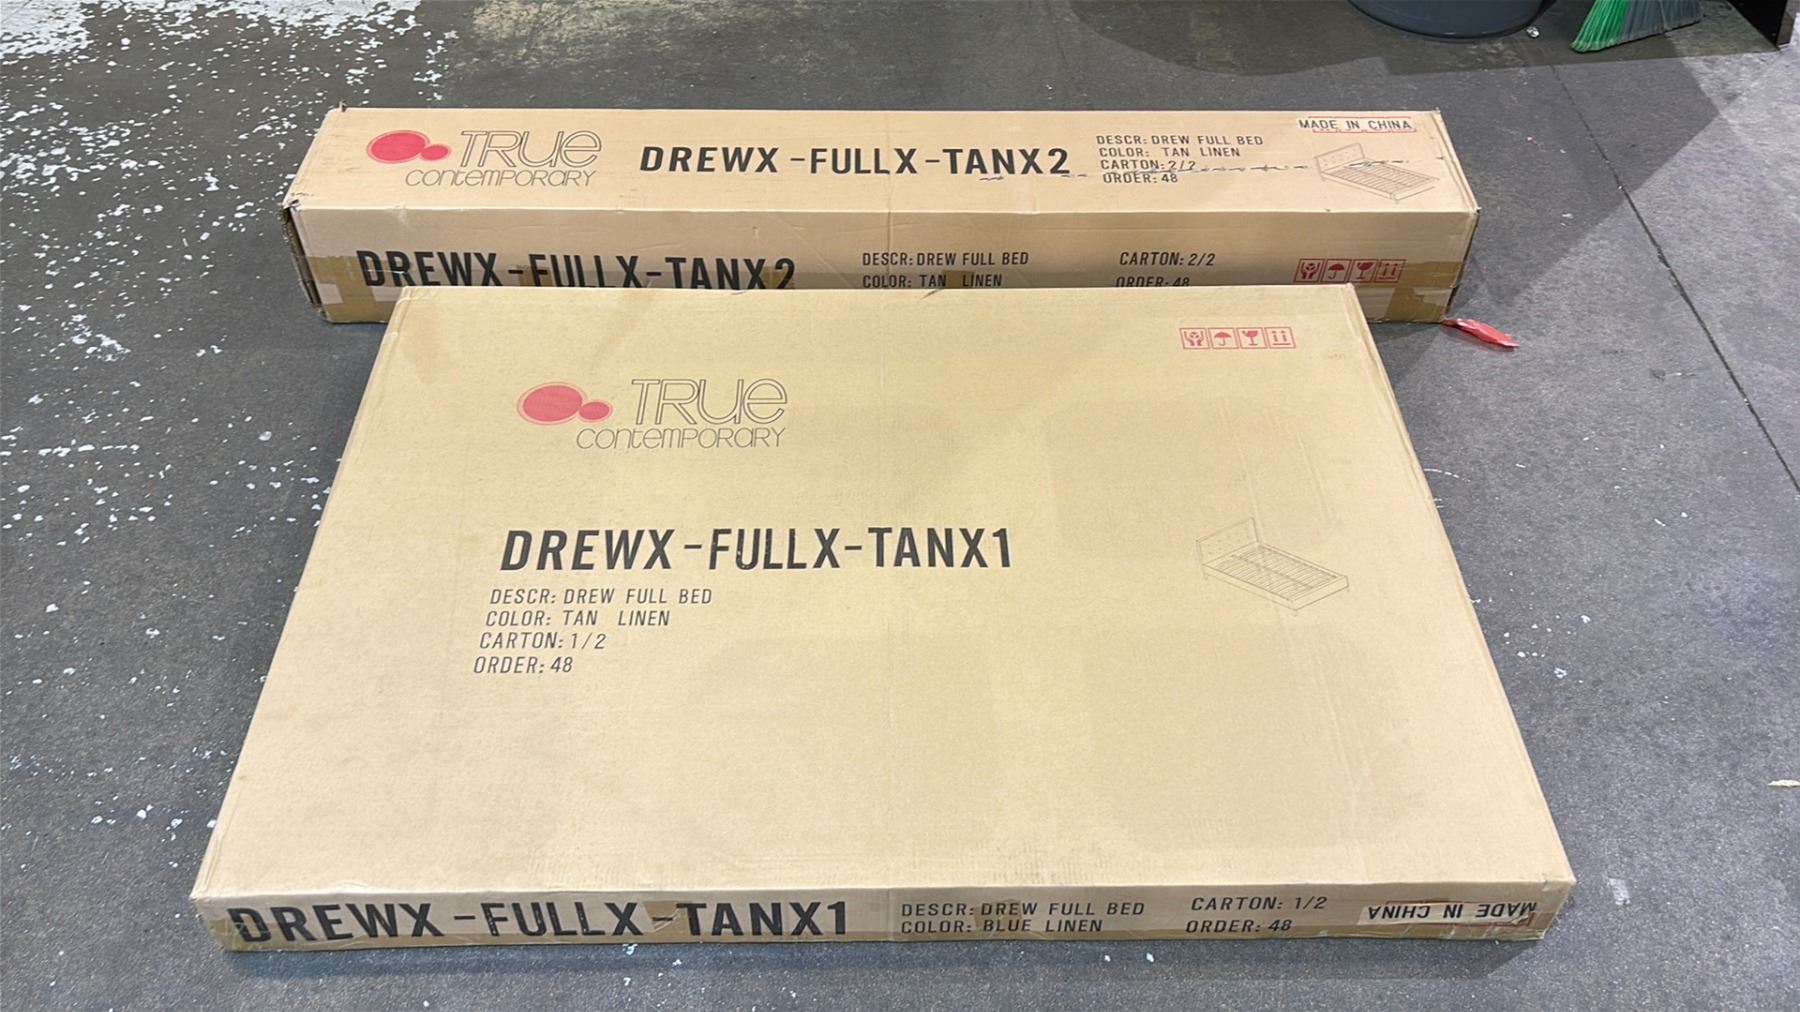 TRUe
contemporary
DREWX-FULLX-TANX2
DESCR: DREW FULL BED
COLOR: TAN LINEN
CARTON: 2/2
ORDER: 48
MADE IN CHINA
DREWX-FULLX-TANX2
DESCR: DREW FULL BED
COLOR: TAN LINEN
CARTON: 2/2
ORDER: 48
TRUe
contemporary
DREWX-FULLX-TANX1
DESCR: DREW FULL BED
COLOR: TAN LINEN
CARTON: 1/2
ORDER: 48
DREWX-FULLX-TANX1
DESCR: DREW FULL BED
COLOR: BLUE LINEN
CARTON: 1/2
ORDER: 48
MADE IN CHINA